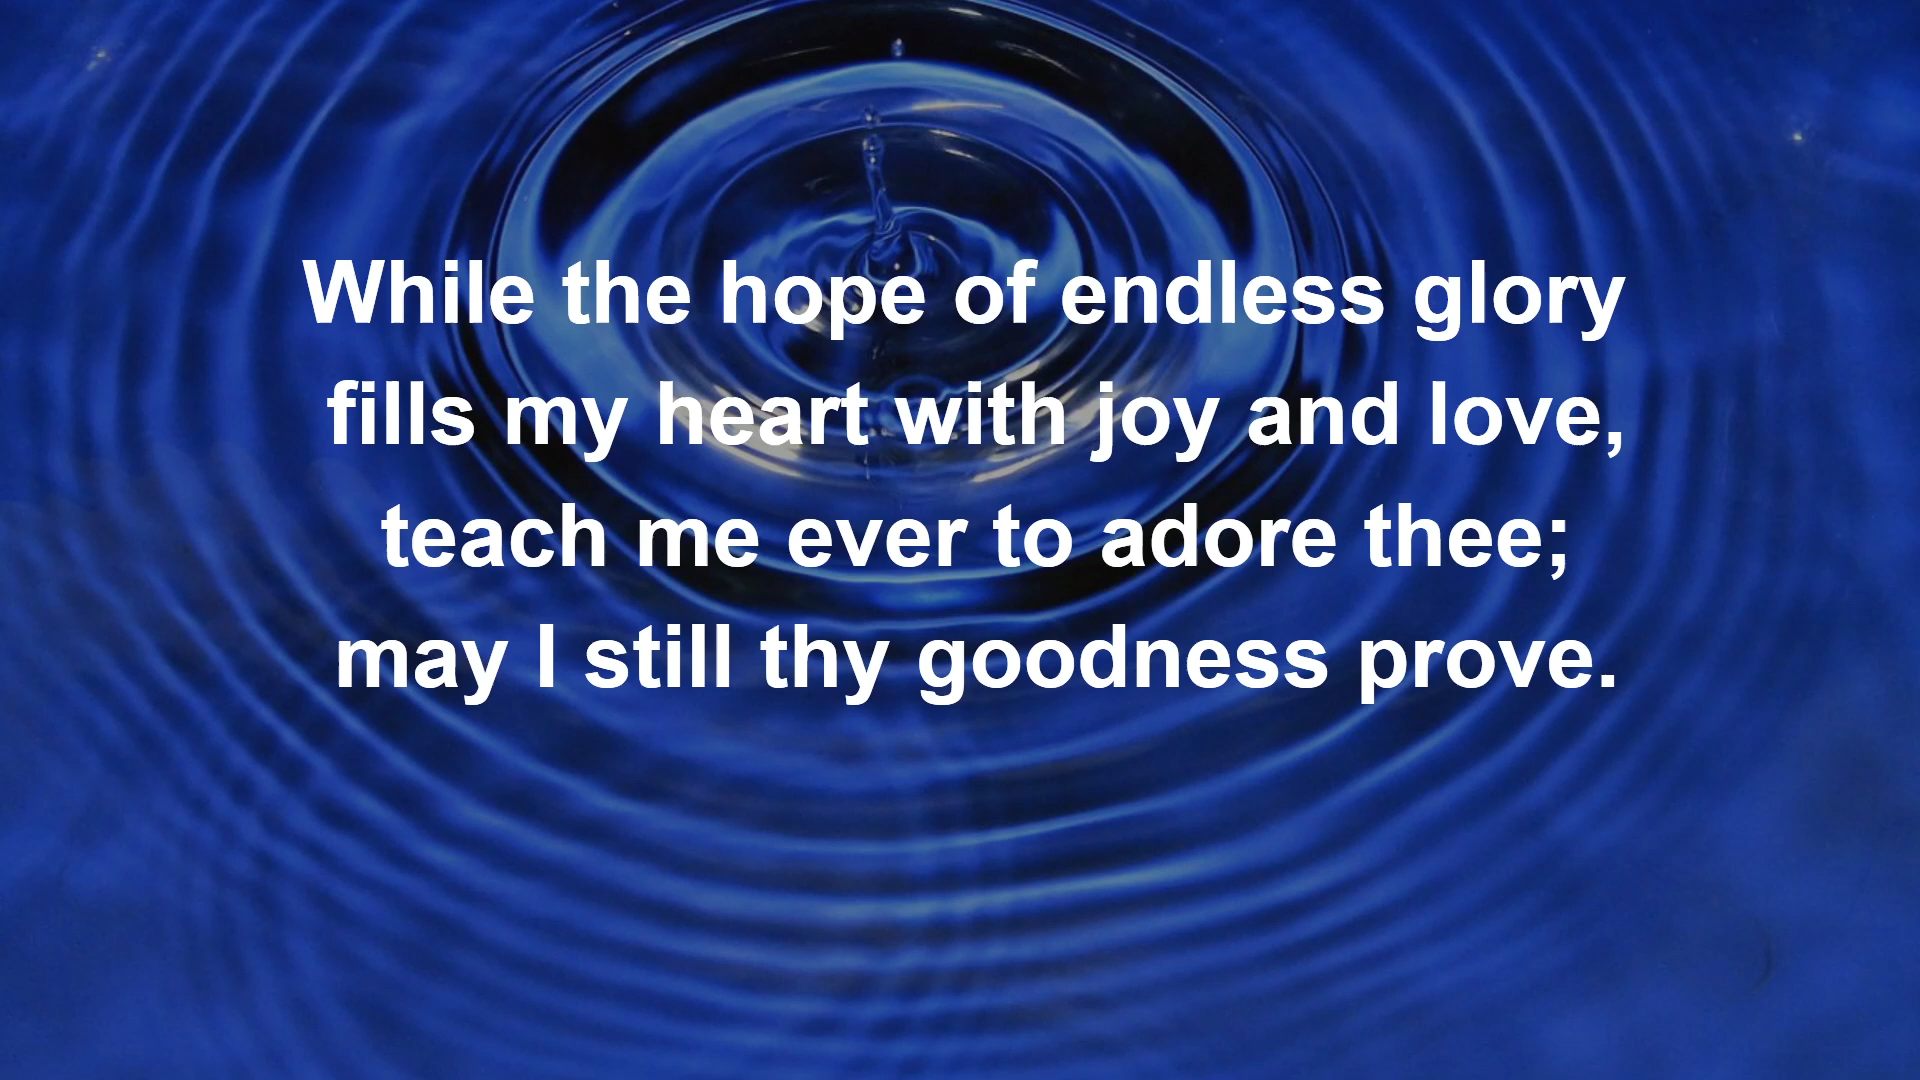 While the hope of endless glory
fills my heart with joy and love,
teach me ever to adore thee;
may I still thy goodness prove.